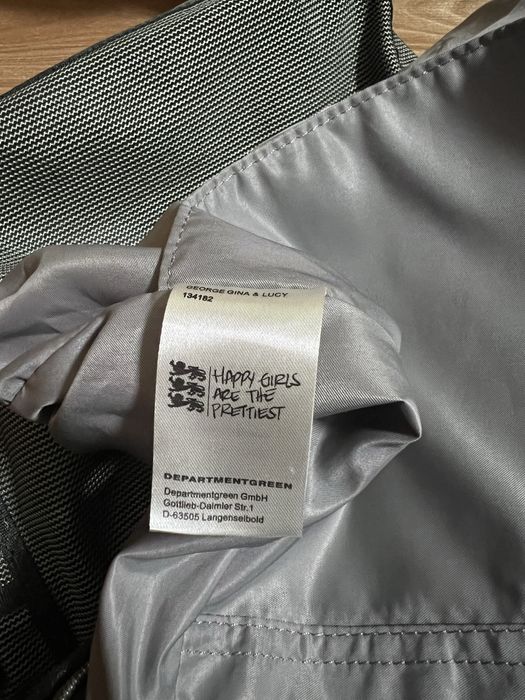 GEORGE GINA & LUCY
134182
HAPPY GIRLS
ARE THE
PRETTIEST
DEPARTMENTGREEN
Departmentgreen GmbH
Gottlieb-Daimler Str.1
D-63505 Langenselbold